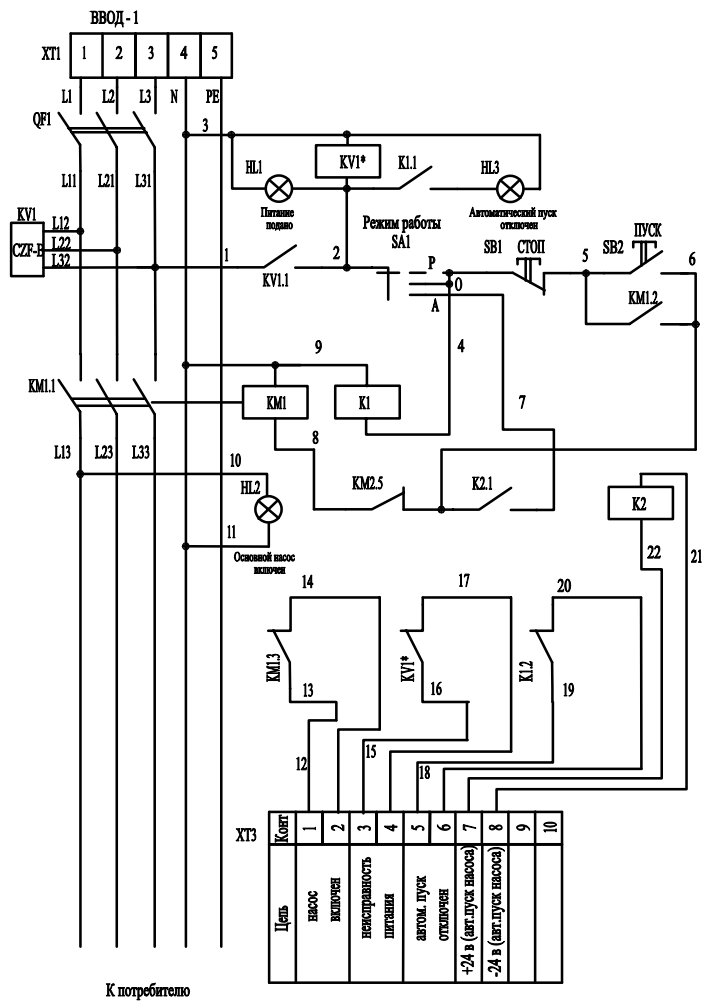 ВВОД - 1
XT1 1 2 3 4 5
L1 L2 L3 N PE
QF1
3
HL1 KV1* K1.1 HL3
L11 L21 L31
Питание
подано
Автоматический пуск
отключен
Режим работы
SA1
KV1 L12
CZF-B L22
L32
1 2
KV1.1
P
O
A
SB1 СТОП
5
SB2 ПУСК
6
KM1.2
9 4
KM1.1
KM1 K1
7
L13 L23 L33
8
10
HL2
KM2.5 K2.1
K2
11
22 21
Основной насос
включен
14 17 20
KM1.3 KV1* K1.2
13 16 19
12 15 18
XT3
Конт 1 2 3 4 5 6 7 8 9 10
Цепь
насос
включен
неисправность
питания
автом. пуск
отключен
+24 в (авт.пуск насоса)
-24 в (авт.пуск насоса)
К потребителю